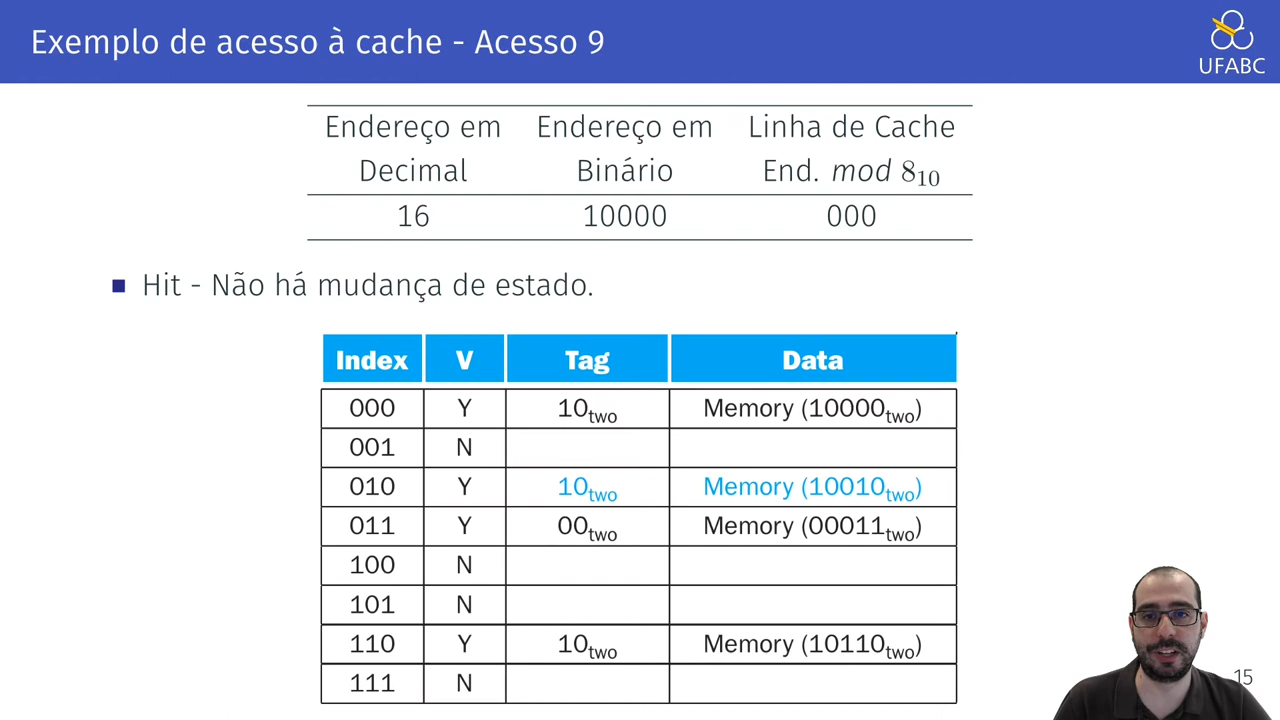 Exemplo de acesso à cache - Acesso 9
UFABC
Endereço em Endereço em Linha de Cache
Decimal Binário End. mod 8₁₀
16 10000 000
Hit - Não há mudança de estado.
Index V Tag Data
000 Y 10two Memory (10000two)
001 N
010 Y 10two Memory (10010two)
011 Y 00two Memory (00011two)
100 N
101 N
110 Y 10two Memory (10110two)
111 N
15